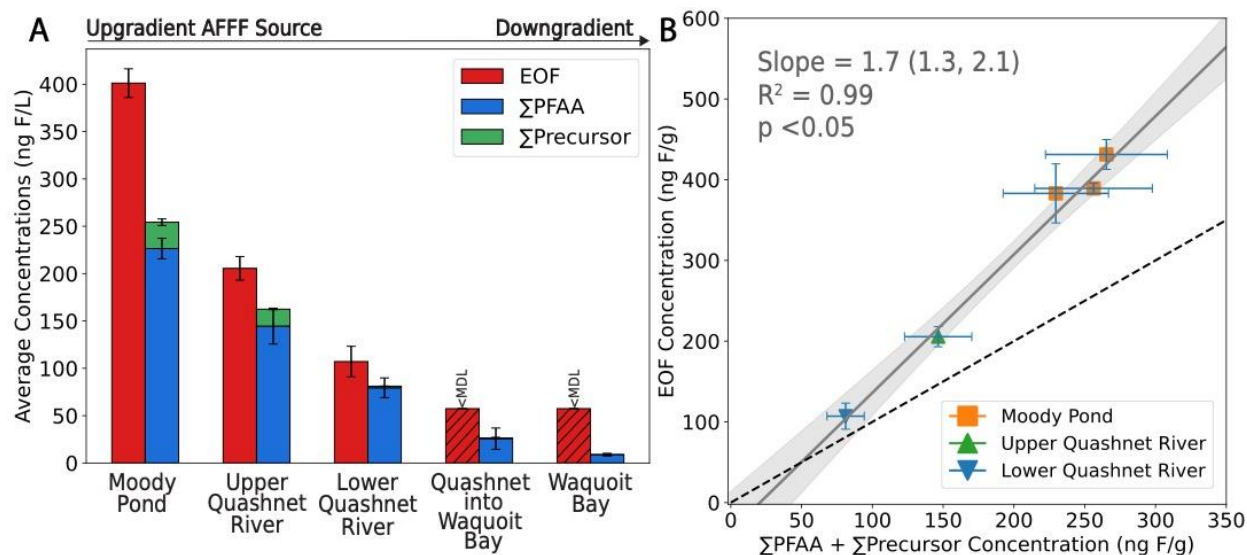 A
Upgradient AFFF Source
Downgradient
Average Concentrations (ng F/L)
400
350
300
250
200
150
100
50
0
EOF
∑PFAA
∑Precursor
<MDL
<MDL
Moody
Pond
Upper
Quashnet
River
Lower
Quashnet
River
Quashnet
into
Waquoit
Bay
Waquoit
Bay
B
EOF Concentration (ng F/g)
600
500
400
300
200
100
0
Slope = 1.7 (1.3, 2.1)
R² = 0.99
p <0.05
Moody Pond
Upper Quashnet River
Lower Quashnet River
0 50 100 150 200 250 300 350
∑PFAA + ∑Precursor Concentration (ng F/g)